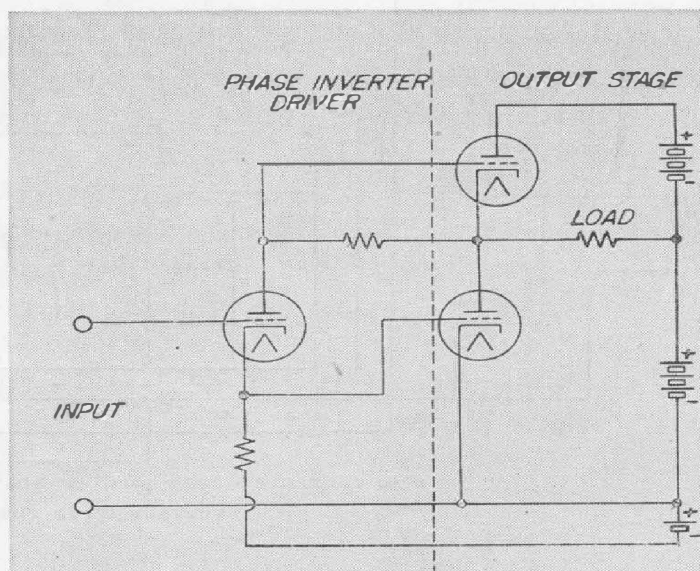 PHASE INVERTER
DRIVER
OUTPUT STAGE
+
-
LOAD
+
-
INPUT
+
-